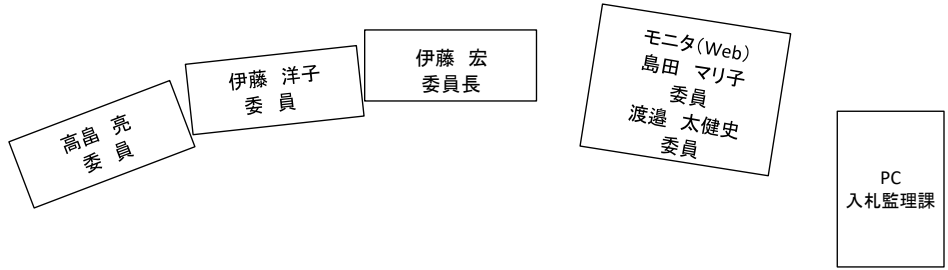 高畠　亮
委　員
伊藤　洋子
委　員
伊藤　宏
委員長
モニタ（Web）
島田　マリ子
委員
渡邉　太健史
委員
PC
入札監理課